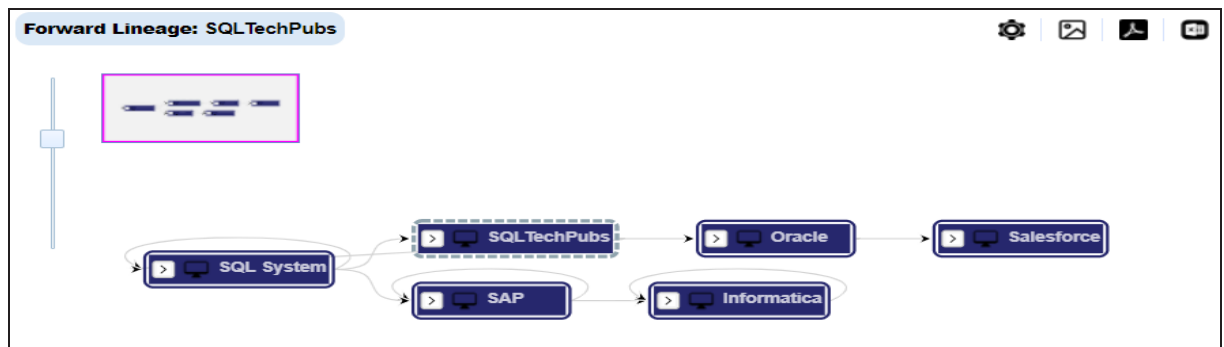 Forward Lineage: SQLTechPubs
SQLTechPubs
Oracle
Salesforce
SQL System
SAP
Informatica